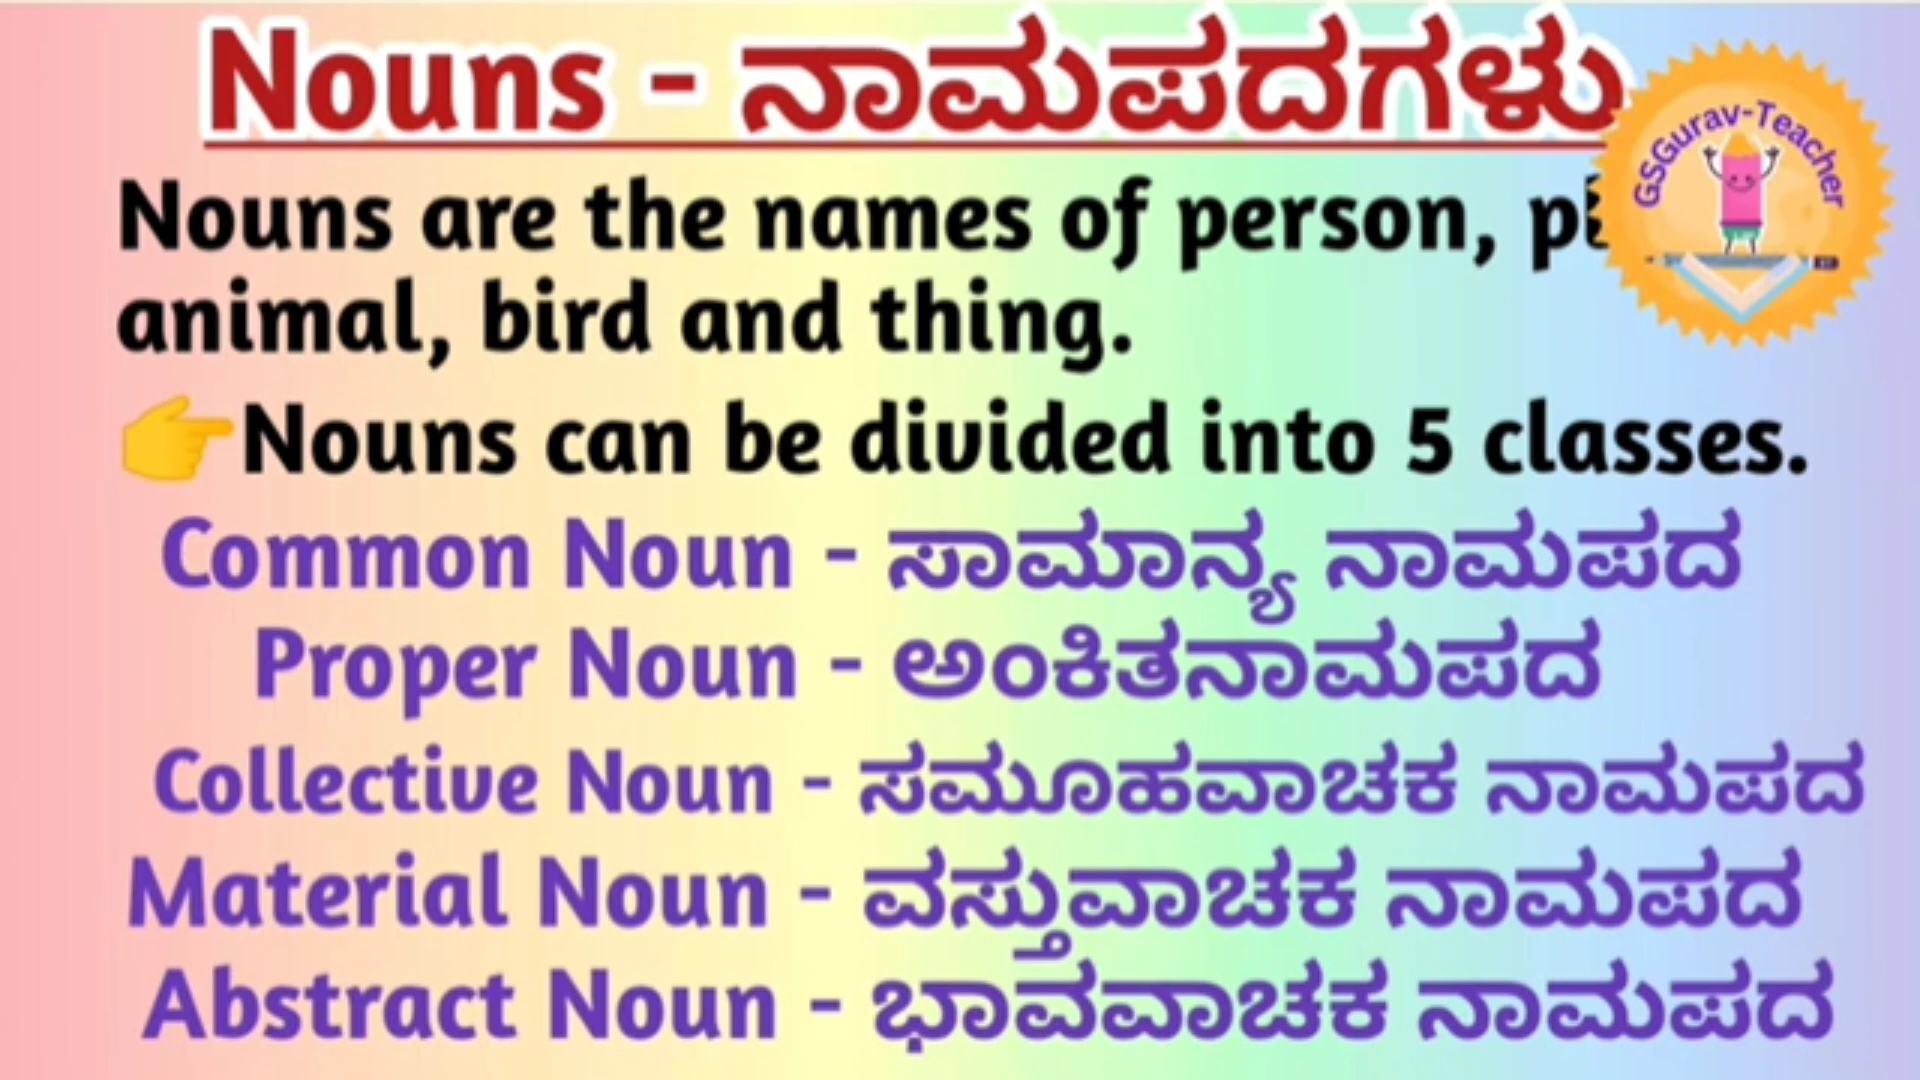 Nouns - ನಾಮಪದಗಳು
GSGurav-Teacher
Nouns are the names of person,
animal, bird and thing.
👉Nouns can be divided into 5 classes.
Common Noun - ಸಾಮಾನ್ಯ ನಾಮಪದ
Proper Noun - ಅಂಕಿತನಾಮಪದ
Collective Noun - ಸಮೂಹವಾಚಕ ನಾಮಪದ
Material Noun - ವಸ್ತುವಾಚಕ ನಾಮಪದ
Abstract Noun - ಭಾವವಾಚಕ ನಾಮಪದ